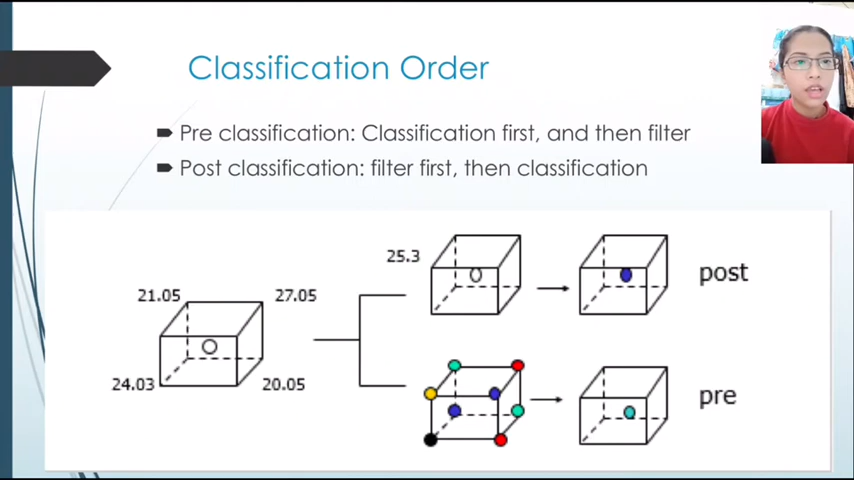 Classification Order
Pre classification: Classification first, and then filter
Post classification: filter first, then classification
25.3
post
21.05
27.05
24.03
20.05
pre